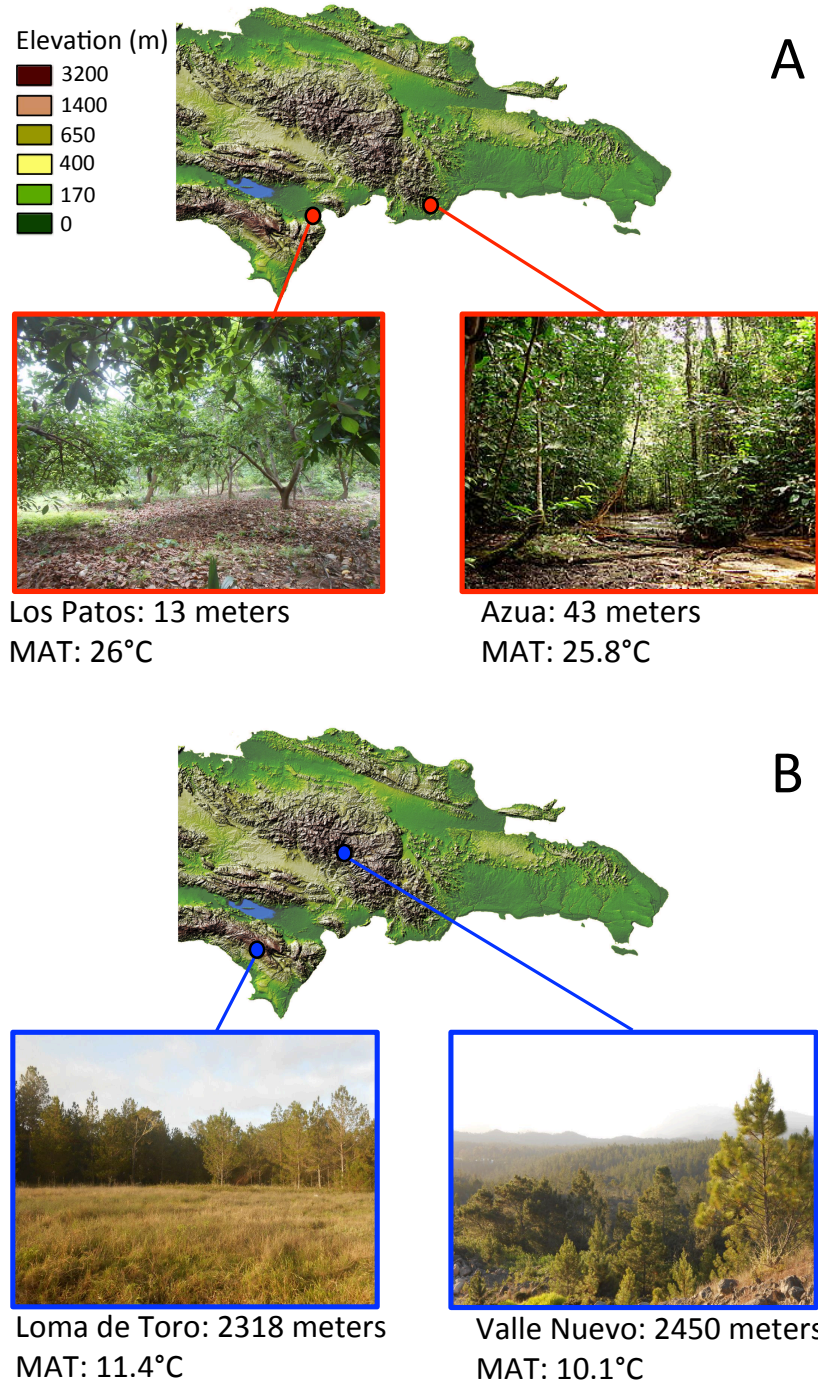 Elevation (m)
3200
1400
650
400
170
0
A
Los Patos: 13 meters
MAT: 26°C
Azua: 43 meters
MAT: 25.8°C
B
Loma de Toro: 2318 meters
MAT: 11.4°C
Valle Nuevo: 2450 meters
MAT: 10.1°C